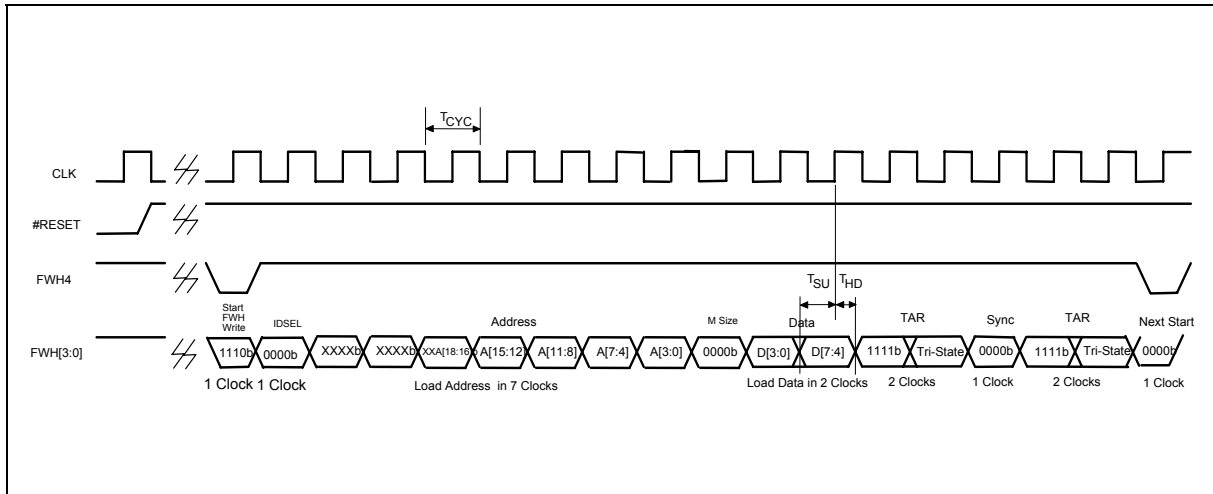 TCYC
CLK
#RESET
FWH4
TSU THD
Start
FWH
Write
IDSEL
Address
M Size
Data
TAR
Sync
TAR
Next Start
FWH[3:0]
1110b 0000b XXXXb XXXXb XXA[18:16]b A[15:12] A[11:8] A[7:4] A[3:0] 0000b D[3:0] D[7:4] 1111b Tri-State 0000b 1111b Tri-State 0000b
1 Clock 1 Clock Load Address in 7 Clocks Load Data in 2 Clocks 2 Clocks 1 Clock 2 Clocks 1 Clock